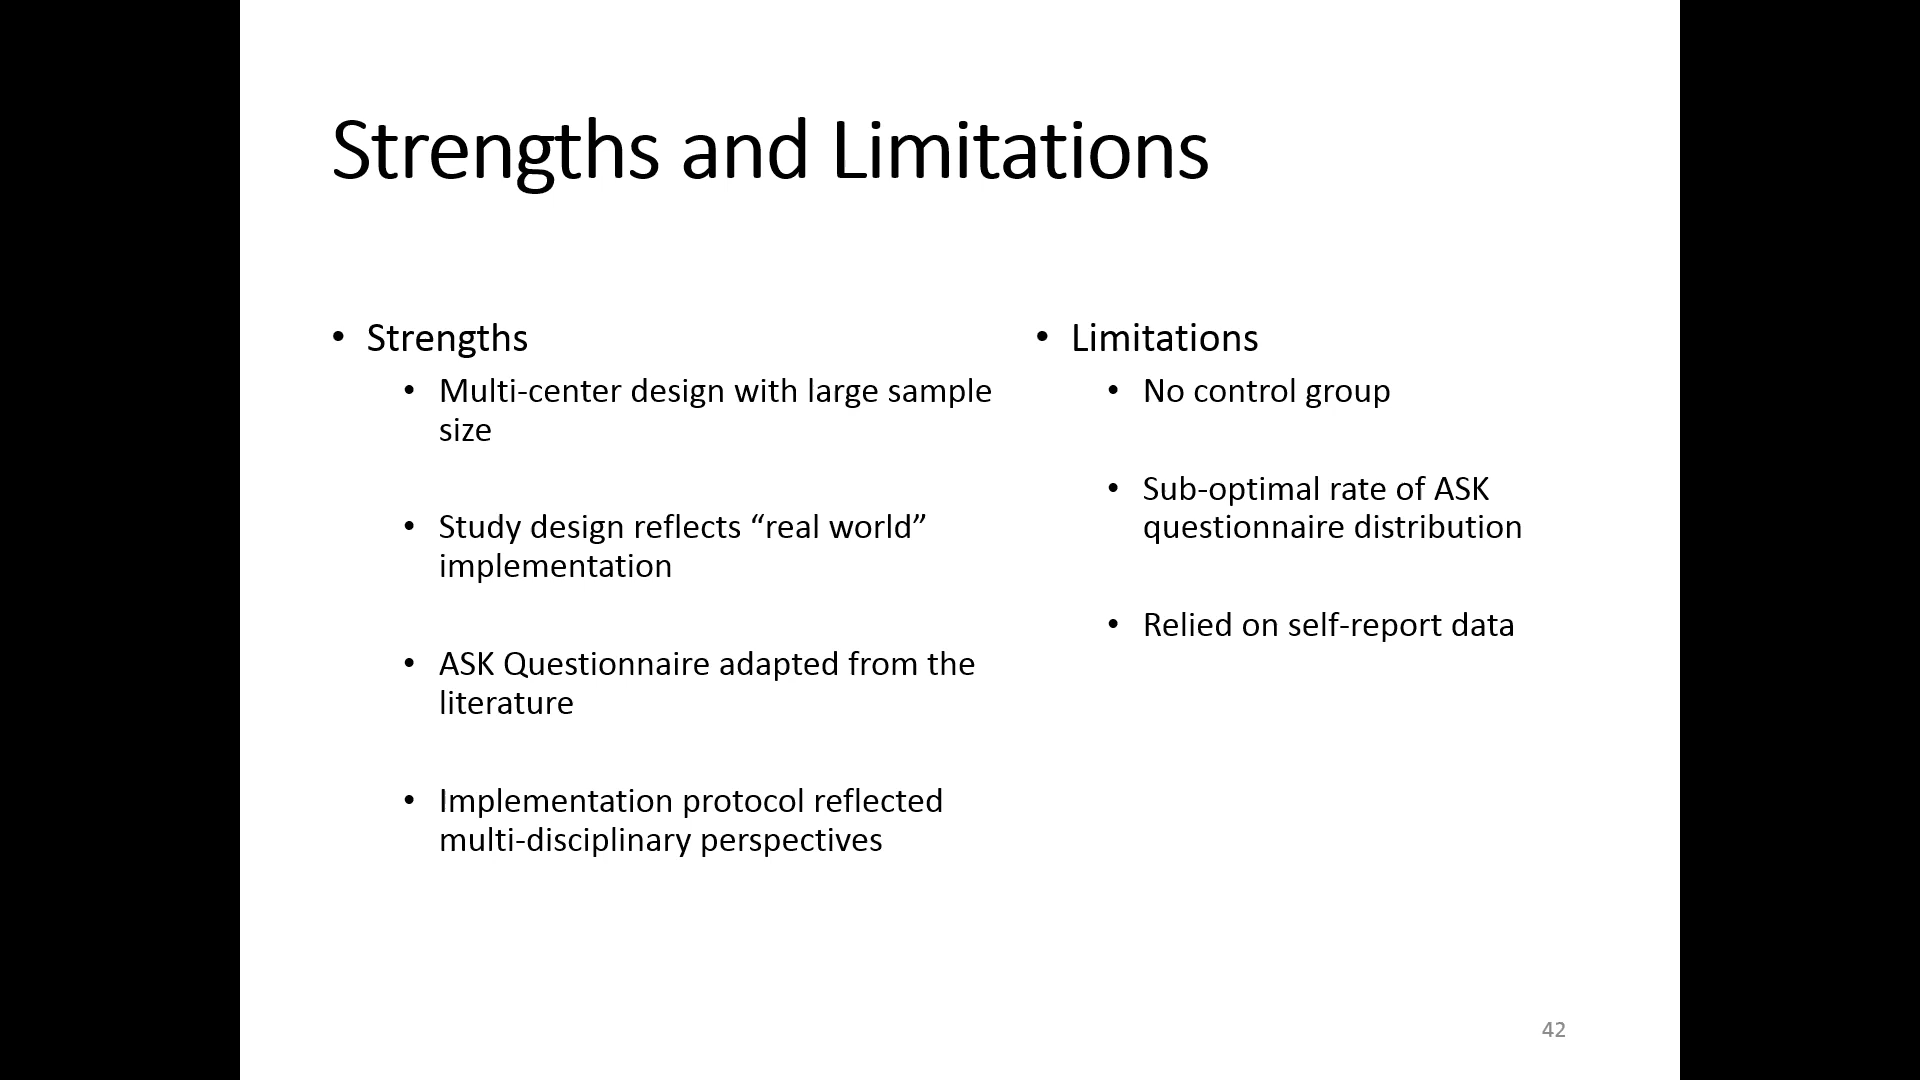 Strengths and Limitations
• Strengths
• Multi-center design with large sample
size
• Study design reflects “real world”
implementation
• ASK Questionnaire adapted from the
literature
• Implementation protocol reflected
multi-disciplinary perspectives
• Limitations
• No control group
• Sub-optimal rate of ASK
questionnaire distribution
• Relied on self-report data
42